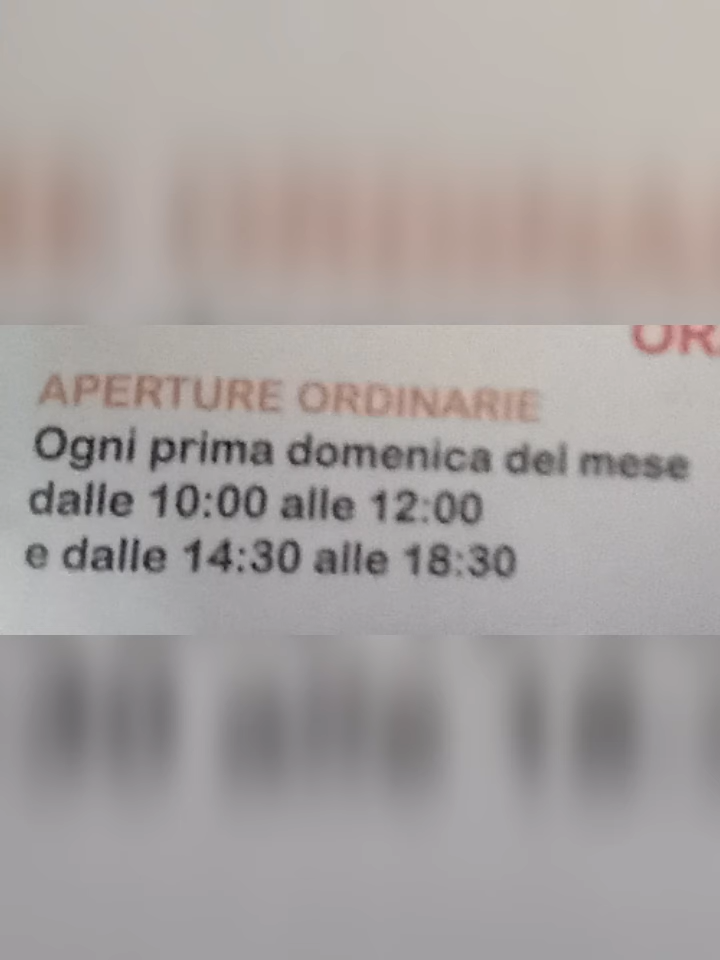 OR
APERTURE ORDINARIE
Ogni prima domenica del mese
dalle 10:00 alle 12:00
e dalle 14:30 alle 18:30